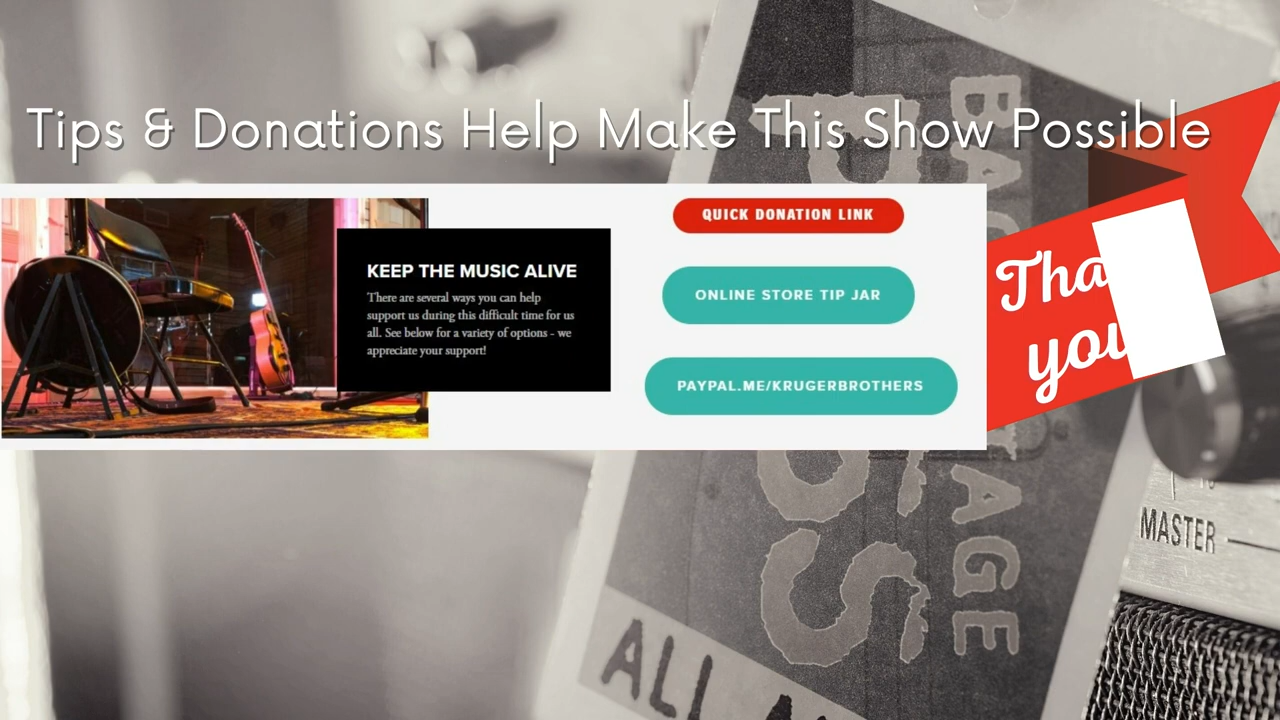 Tips & Donations Help Make This Show Possible
QUICK DONATION LINK
KEEP THE MUSIC ALIVE
There are several ways you can help
support us during this difficult time for us
all. See below for a variety of options - we
appreciate your support!
ONLINE STORE TIP JAR
PAYPAL.ME/KRUGERBROTHERS
you
MASTER
ALL